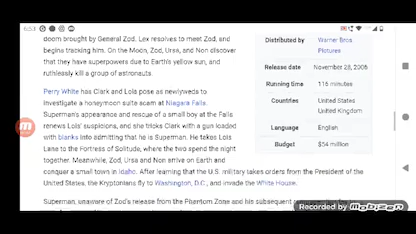 6:53
doom brought by General Zod. Lex resolves to meet Zod, and
begins tracking him. On the Moon, Zod, Ursa, and Non discover
that they have superpowers due to Earth's yellow sun, and
ruthlessly kill a group of astronauts.
Perry White has Clark and Lois pose as newlyweds to
investigate a honeymoon suite scam at Niagara Falls.
Superman's appearance and rescue of a small boy at the Falls
renews Lois' suspicions, and she tricks Clark with a gun loaded
with blanks into admitting that he is Superman. He takes Lois
Lane to the Fortress of Solitude, where the two spend the night
together. Meanwhile, Zod, Ursa and Non arrive on Earth and
conquer a small town in Idaho. After learning that the U.S. military takes orders from the President of
the United States, the Kryptonians fly to Washington, D.C., and invade the White House.
Superman, unaware of Zod's release from the Phantom Zone and his subsequent
Distributed by Warner Bros.
Pictures
Release date November 28, 2006
Running time 116 minutes
Countries United States
United Kingdom
Language English
Budget $54 million
Recorded by Mobizen